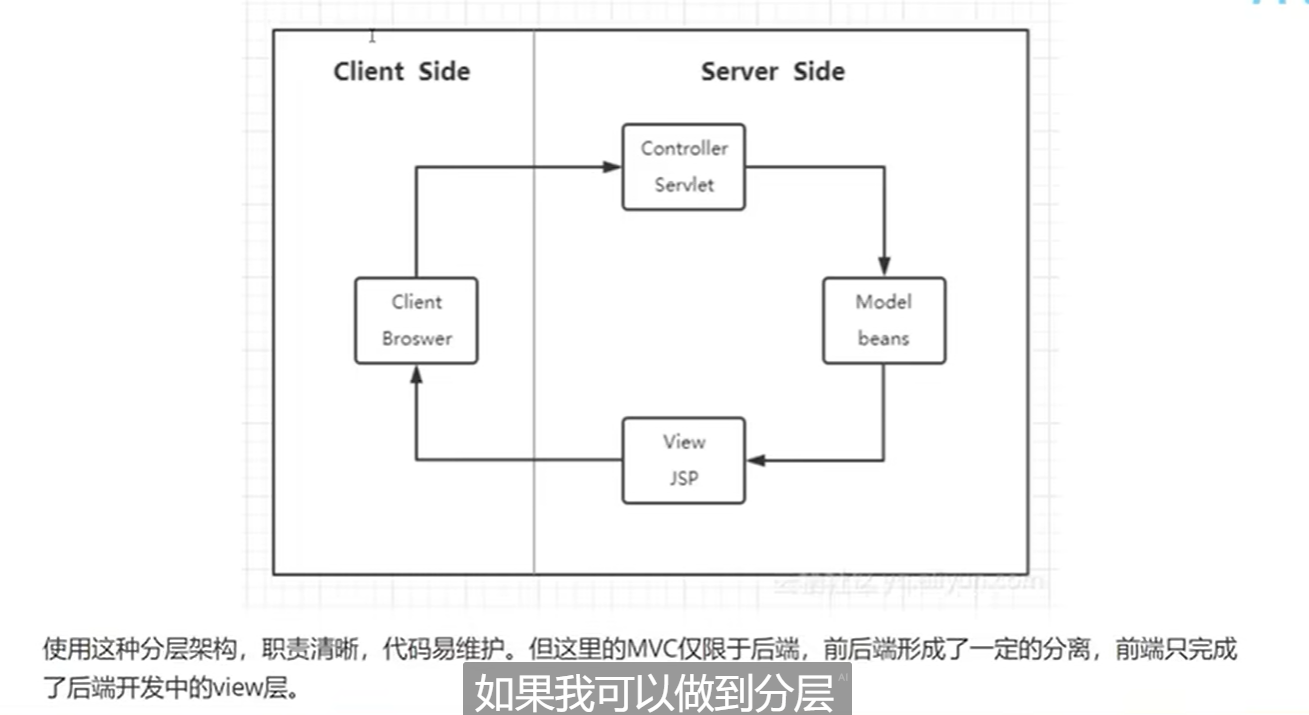 Client Side
Server Side
Controller
Servlet
Client
Broswer
Model
beans
View
JSP
使用这种分层架构，职责清晰，代码易维护。但这里的MVC仅限于后端，前后端形成了一定的分离，前端只完成
了后端开发中的view层。
如果我可以做到分层
AI